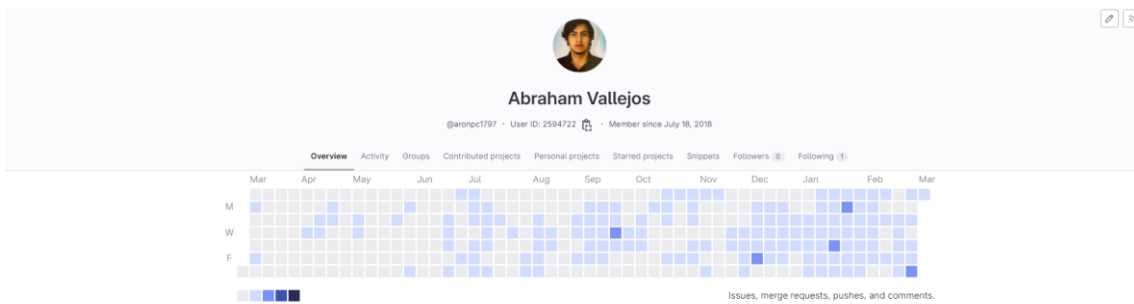 Abraham Vallejos
@aronpc1797 · User ID: 2594722 · Member since July 18, 2018
Overview Activity Groups Contributed projects Personal projects Starred projects Snippets Followers 0 Following 1
Mar Apr May Jun Jul Aug Sep Oct Nov Dec Jan Feb Mar
M
W
F
Issues, merge requests, pushes, and comments.